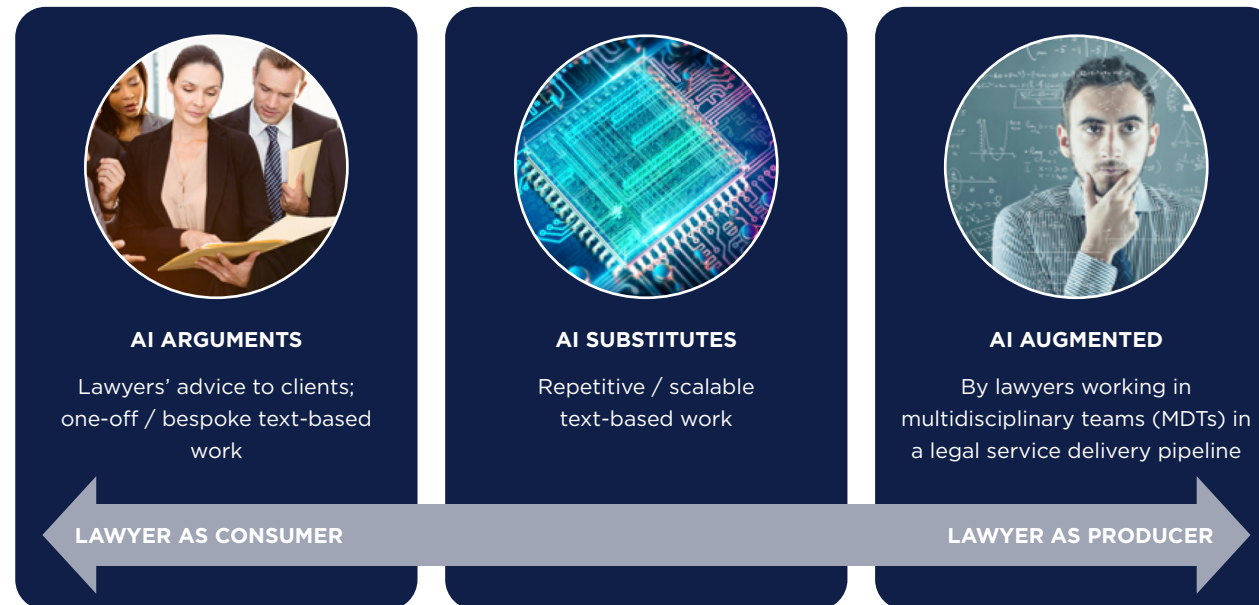 AI ARGUMENTS
Lawyers’ advice to clients;
one-off / bespoke text-based
work
AI SUBSTITUTES
Repetitive / scalable
text-based work
AI AUGMENTED
By lawyers working in
multidisciplinary teams (MDTs) in
a legal service delivery pipeline
LAWYER AS CONSUMER
LAWYER AS PRODUCER